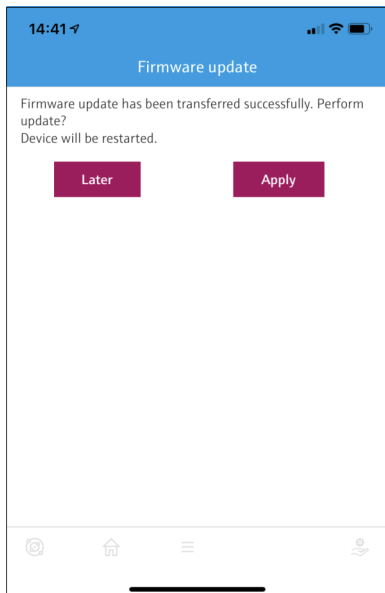 14:41
Firmware update
Firmware update has been transferred successfully. Perform
update?
Device will be restarted.
Later
Apply